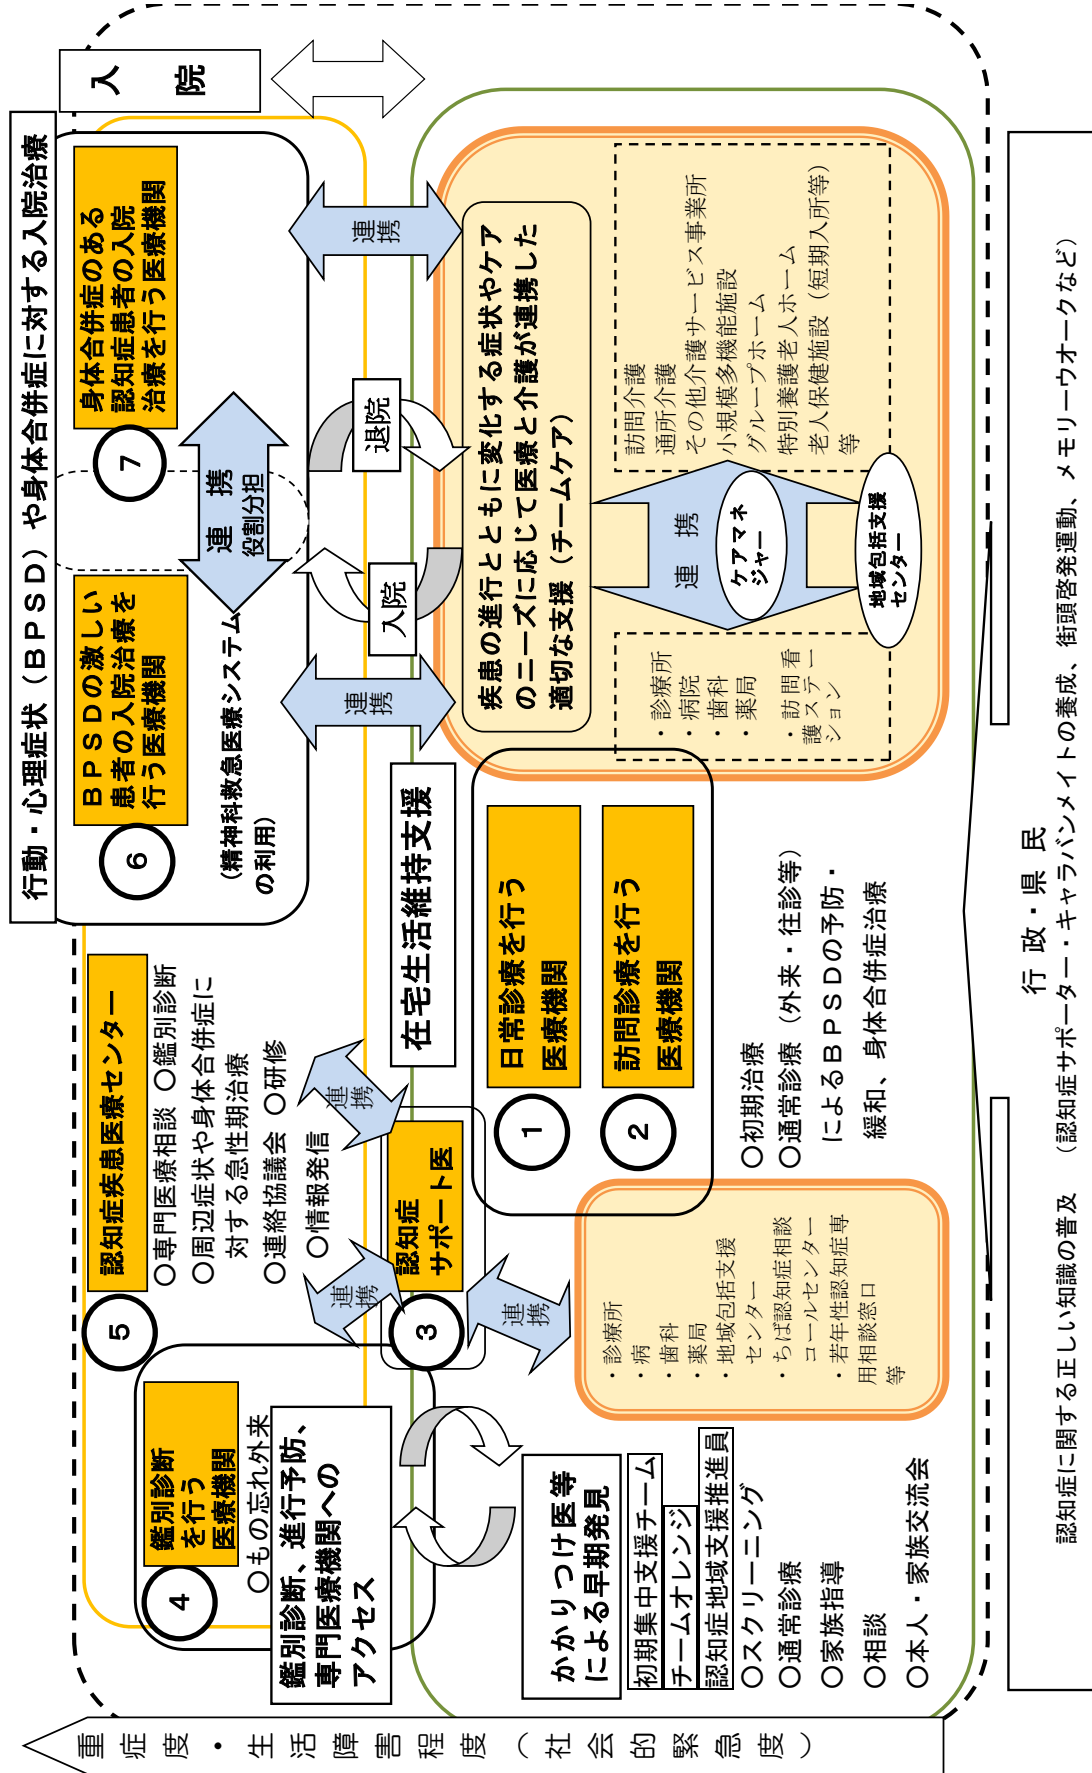 行動・心理症状（ＢＰＳＤ）や身体合併症に対する入院治療
入院
⑥
ＢＰＳＤの激しい
患者の入院治療を
行う医療機関
（精神科救急医療システム
の利用）
連携
役割分担
⑦
身体合併症のある
認知症患者の入院
治療を行う医療機関
⑤
認知症疾患医療センター
○専門医療相談 ○鑑別診断
○周辺症状や身体合併症に
対する急性期治療
○連絡協議会 ○研修
○情報発信
④
鑑別診断
を行う
医療機関
○もの忘れ外来
鑑別診断、進行予防、
専門医療機関への
アクセス
連携
連携
連携
連携
連携
入院
退院
③
認知症
サポート医
在宅生活維持支援
①
日常診療を行う
医療機関
②
訪問診療を行う
医療機関
○初期治療
○通常診療（外来・往診等）
によるＢＰＳＤの予防・
緩和、身体合併症治療
疾患の進行とともに変化する症状やケア
のニーズに応じて医療と介護が連携した
適切な支援（チームケア）
・診療所
・病院
・歯科
・薬局
・訪問看
護ステー
ション
連携
ケアマネ
ジャー
地域包括支援
センター
訪問介護
通所介護
その他介護サービス事業所
小規模多機能施設
グループホーム
特別養護老人ホーム
老人保健施設（短期入所等）
等
かかりつけ医等
による早期発見
初期集中支援チーム
チームオレンジ
認知症地域支援推進員
○スクリーニング
○通常診療
○家族指導
○相談
○本人・家族交流会
・診療所
・病
・歯科
・薬局
・地域包括支援
センター
・ちば認知症相談
コールセンター
・若年性認知症専
用相談窓口
等
重症度・生活障害程度（社会的緊急度）
行政・県民
認知症に関する正しい知識の普及　（認知症サポーター・キャラバンメイトの養成、街頭啓発運動、メモリーウオークなど）